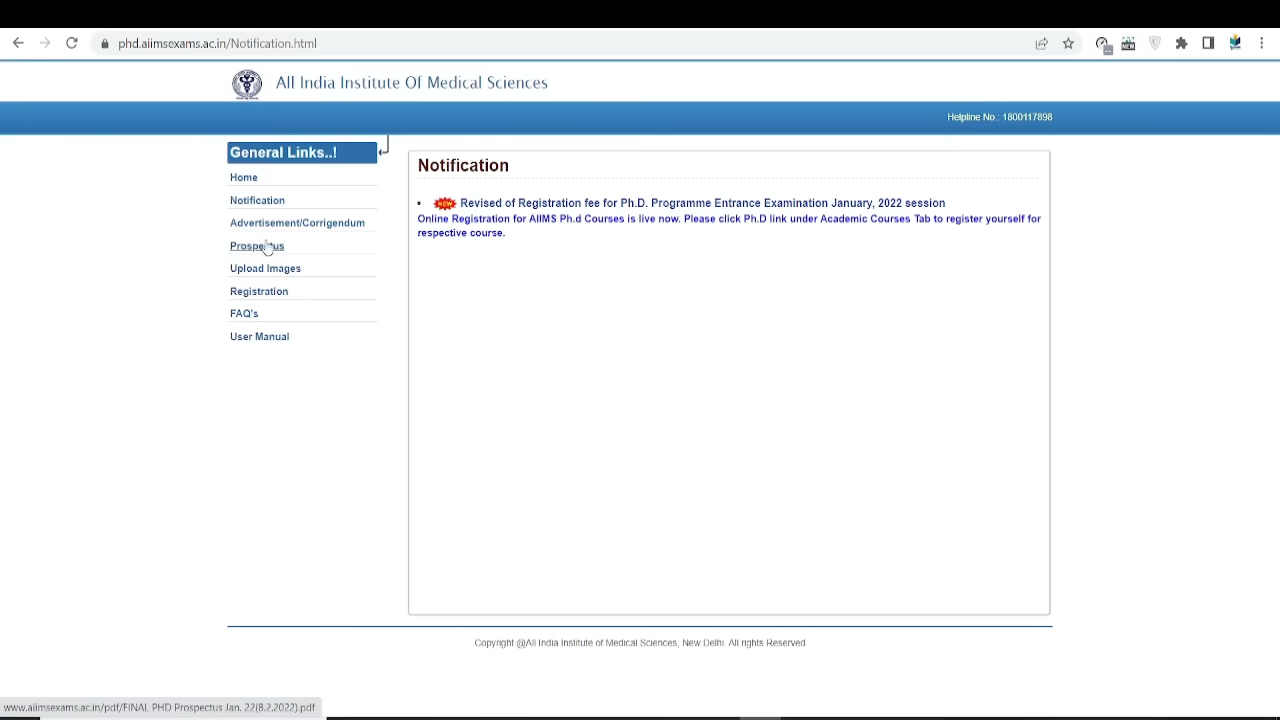 phd.aiimsexams.ac.in/Notification.html
All India Institute Of Medical Sciences
Helpline No.: 1800117898
General Links..!
Home
Notification
Advertisement/Corrigendum
Prospectus
Upload Images
Registration
FAQ's
User Manual
Notification
NEW Revised of Registration fee for Ph.D. Programme Entrance Examination January, 2022 session
Online Registration for AIIMS Ph.d Courses is live now. Please click Ph.D link under Academic Courses Tab to register yourself for
respective course.
Copyright @All India Institute of Medical Sciences, New Delhi. All rights Reserved
www.aiimsexams.ac.in/pdf/FINAL PHD Prospectus Jan. 22(8.2.2022).pdf